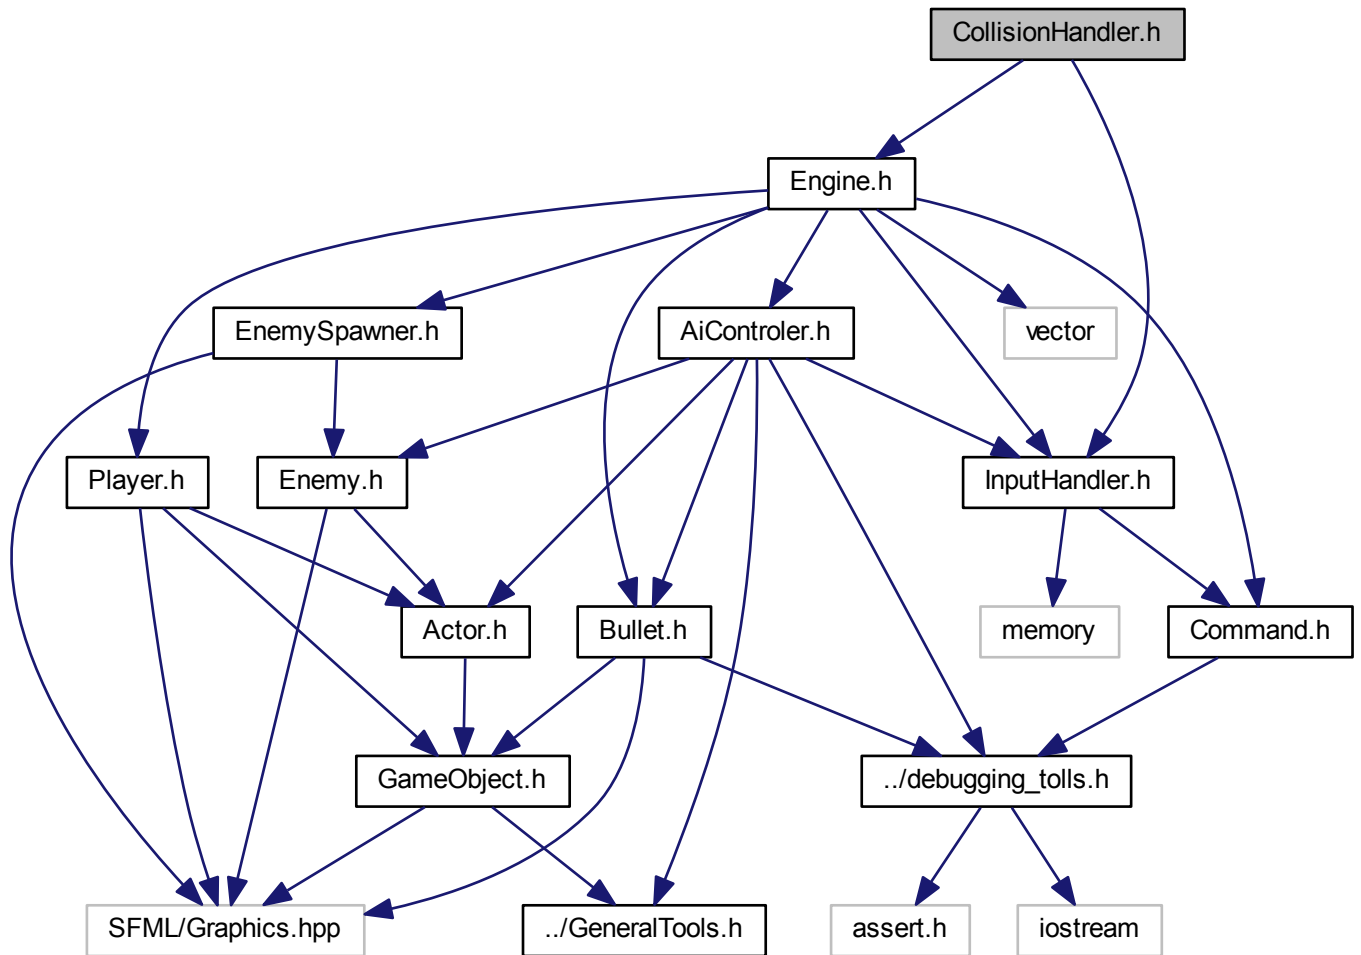 CollisionHandler.h
Engine.h
EnemySpawner.h
AiControler.h
vector
Player.h
Enemy.h
InputHandler.h
Actor.h
Bullet.h
memory
Command.h
GameObject.h
../debugging_tolls.h
SFML/Graphics.hpp
../GeneralTools.h
assert.h
iostream